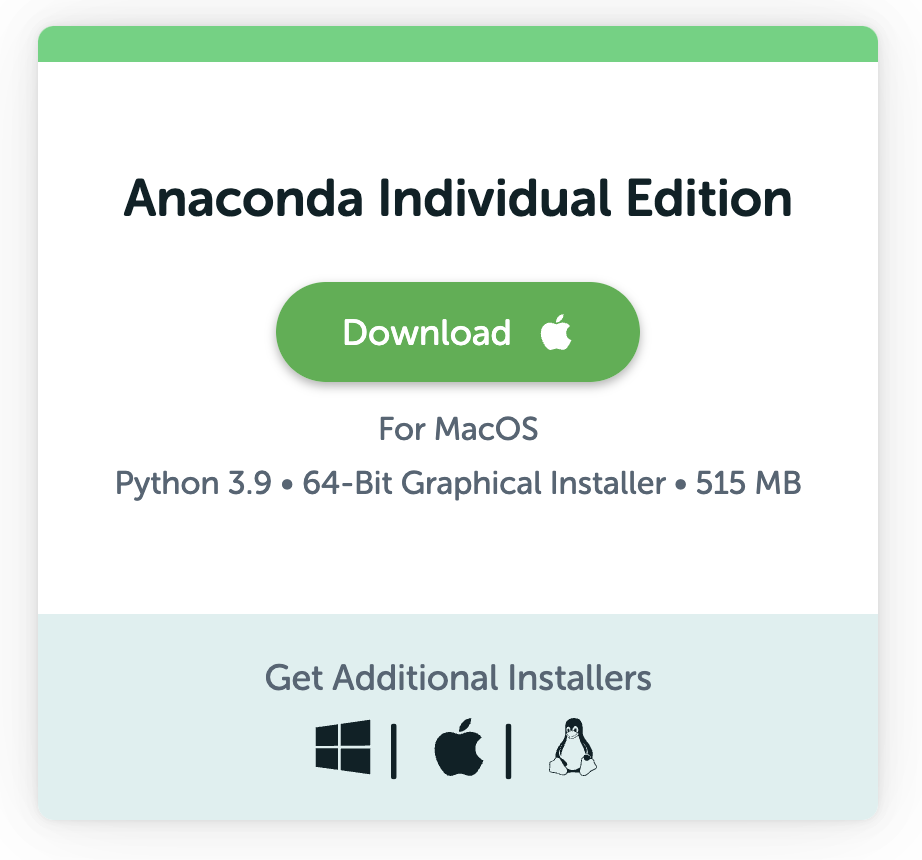 Anaconda Individual Edition
Download
For MacOS
Python 3.9 • 64-Bit Graphical Installer • 515 MB
Get Additional Installers